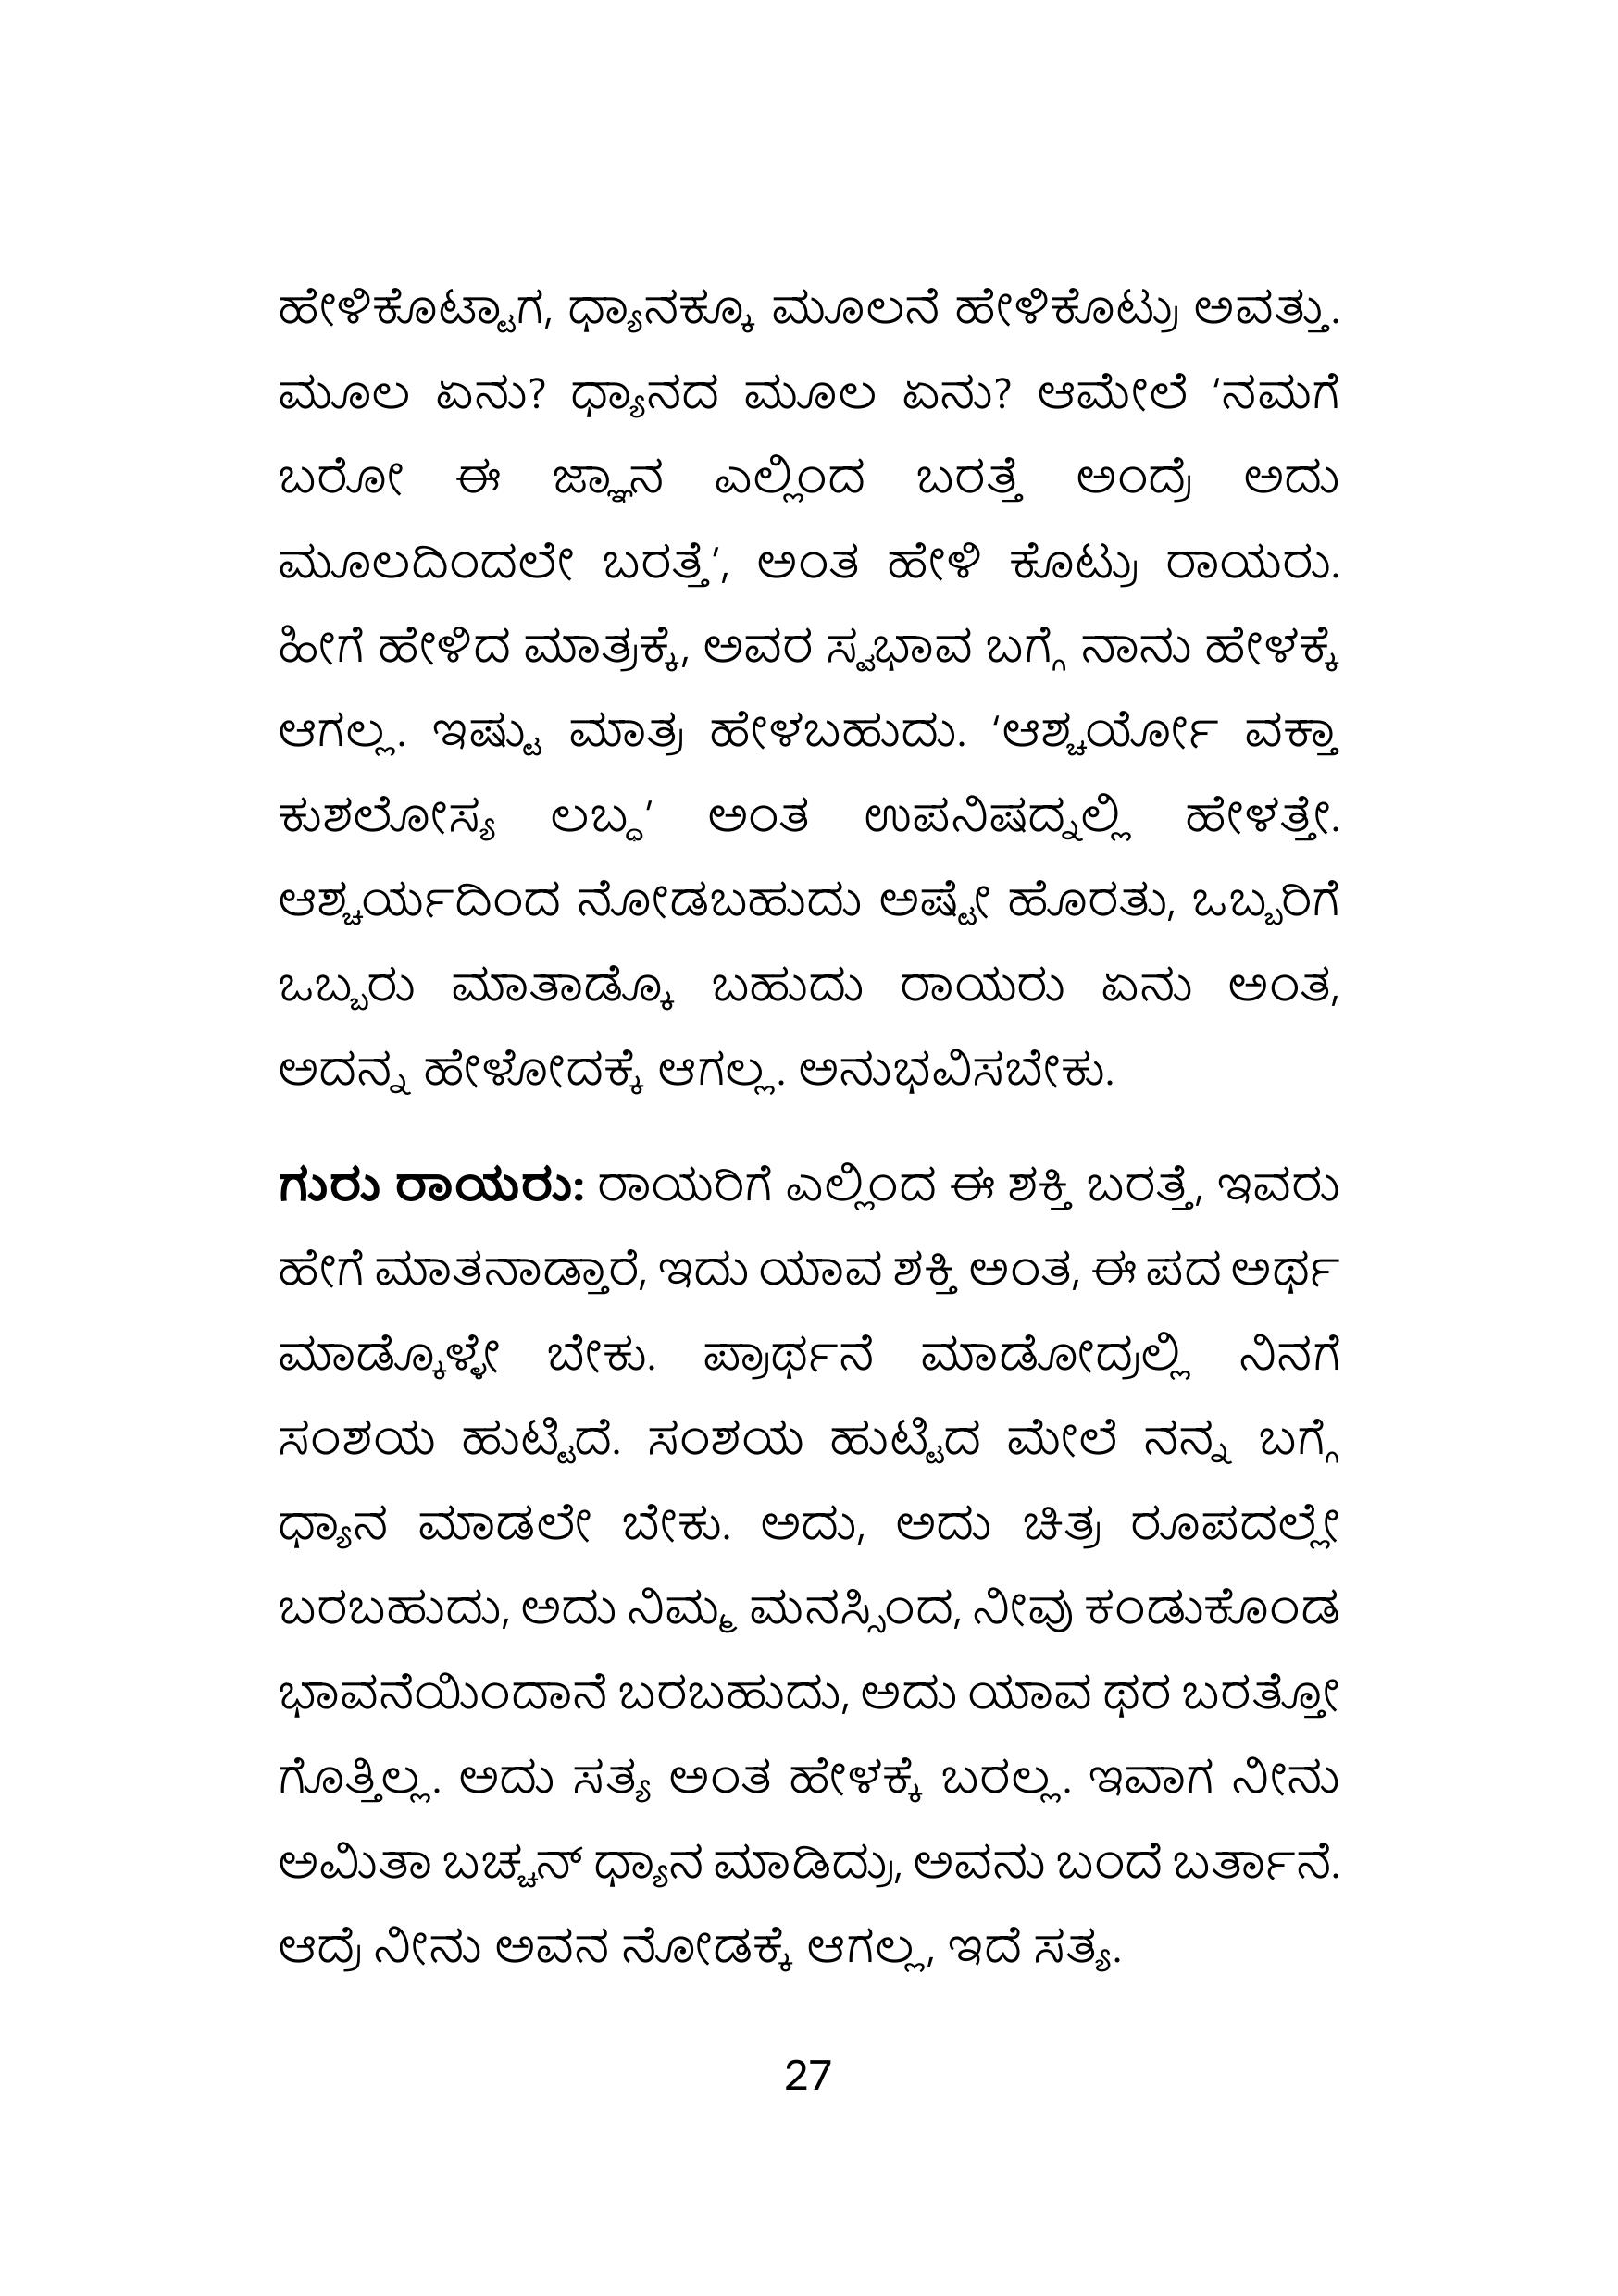 ಹೇಳಿಕೊಟ್ಟಾಗ, ಧ್ಯಾನಕ್ಕೂ ಮೂಲನೆ ಹೇಳಿಕೊಟ್ರು ಅವತ್ತು.
ಮೂಲ ಏನು? ಧ್ಯಾನದ ಮೂಲ ಏನು? ಆಮೇಲೆ ‘ನಮಗೆ
ಬರೋ ಈ ಜ್ಞಾನ ಎಲ್ಲಿಂದ ಬರತ್ತೆ ಅಂದ್ರೆ ಅದು
ಮೂಲದಿಂದಲೇ ಬರತ್ತೆ’, ಅಂತ ಹೇಳಿ ಕೊಟ್ರು ರಾಯರು.
ಹೀಗೆ ಹೇಳಿದ ಮಾತ್ರಕ್ಕೆ, ಅವರ ಸ್ವಭಾವ ಬಗ್ಗೆ ನಾನು ಹೇಳಕ್ಕೆ
ಆಗಲ್ಲ. ಇಷ್ಟು ಮಾತ್ರ ಹೇಳಬಹುದು. ‘ಆಶ್ಚರ್ಯೋ ವಕ್ತಾ
ಕುಶಲೋಸ್ಯ ಲಬ್ಧ’ ಅಂತ ಉಪನಿಷದ್ನಲ್ಲಿ ಹೇಳತ್ತೇ.
ಆಶ್ಚರ್ಯದಿಂದ ನೋಡಬಹುದು ಅಷ್ಟೇ ಹೊರತು, ಒಬ್ಬರಿಗೆ
ಒಬ್ಬರು ಮಾತಾಡ್ಕೊ ಬಹುದು ರಾಯರು ಏನು ಅಂತ,
ಅದನ್ನ ಹೇಳೋದಕ್ಕೆ ಆಗಲ್ಲ. ಅನುಭವಿಸಬೇಕು.
ಗುರು ರಾಯರು: ರಾಯರಿಗೆ ಎಲ್ಲಿಂದ ಈ ಶಕ್ತಿ ಬರತ್ತೆ, ಇವರು
ಹೇಗೆ ಮಾತನಾಡ್ತಾರೆ, ಇದು ಯಾವ ಶಕ್ತಿ ಅಂತ, ಈ ಪದ ಅರ್ಥ
ಮಾಡ್ಕೊಳ್ಳೇ ಬೇಕು. ಪ್ರಾರ್ಥನೆ ಮಾಡೋದ್ರಲ್ಲಿ ನಿನಗೆ
ಸಂಶಯ ಹುಟ್ಟಿದೆ. ಸಂಶಯ ಹುಟ್ಟಿದ ಮೇಲೆ ನನ್ನ ಬಗ್ಗೆ
ಧ್ಯಾನ ಮಾಡಲೇ ಬೇಕು. ಅದು, ಅದು ಚಿತ್ರ ರೂಪದಲ್ಲೇ
ಬರಬಹುದು, ಅದು ನಿಮ್ಮ ಮನಸ್ಸಿಂದ, ನೀವು ಕಂಡುಕೊಂಡ
ಭಾವನೆಯಿಂದಾನೆ ಬರಬಹುದು, ಅದು ಯಾವ ಥರ ಬರತ್ತೋ
ಗೊತ್ತಿಲ್ಲ. ಅದು ಸತ್ಯ ಅಂತ ಹೇಳಕ್ಕೆ ಬರಲ್ಲ. ಇವಾಗ ನೀನು
ಅಮಿತಾ ಬಚ್ಚನ್ ಧ್ಯಾನ ಮಾಡಿದ್ರು, ಅವನು ಬಂದೆ ಬರ್ತಾನೆ.
ಆದ್ರೆ ನೀನು ಅವನ ನೋಡಕ್ಕೆ ಆಗಲ್ಲ, ಇದೆ ಸತ್ಯ.
27